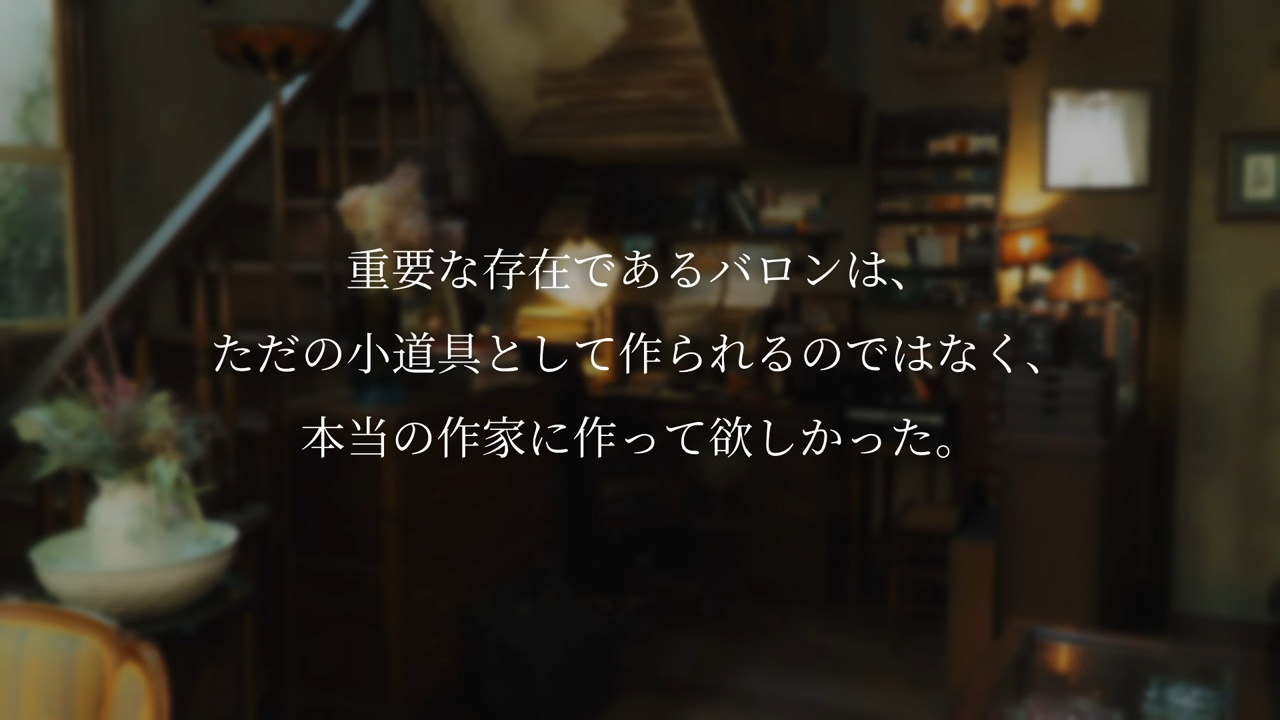 重要な存在であるバロンは、
ただの小道具として作られるのではなく、
本当の作家に作って欲しかった。